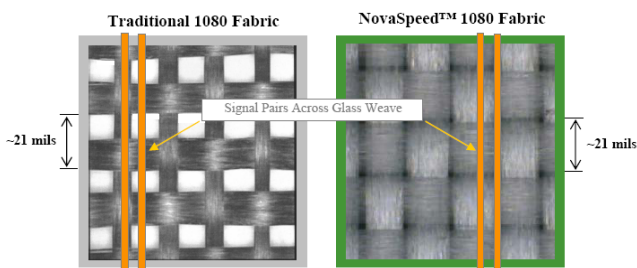 Traditional 1080 Fabric
NovaSpeed™ 1080 Fabric
Signal Pairs Across Glass Weave
~21 mils
~21 mils